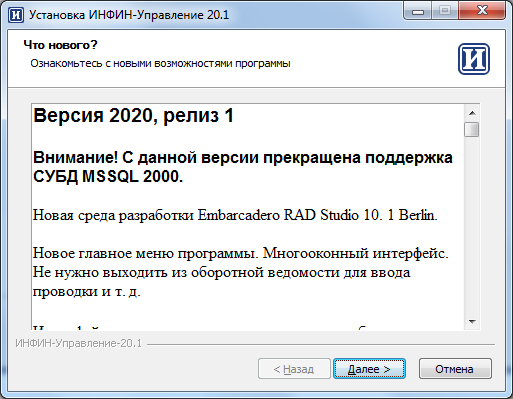 Установка ИНФИН-Управление 20.1
Что нового?
Ознакомьтесь с новыми возможностями программы
И
Версия 2020, релиз 1
Внимание! С данной версии прекращена поддержка
СУБД MSSQL 2000.
Новая среда разработки Embarcadero RAD Studio 10. 1 Berlin.
Новое главное меню программы. Многооконный интерфейс.
Не нужно выходить из оборотной ведомости для ввода
проводки и т. д.
ИНФИН-Управление-20.1
< Назад
Далее >
Отмена